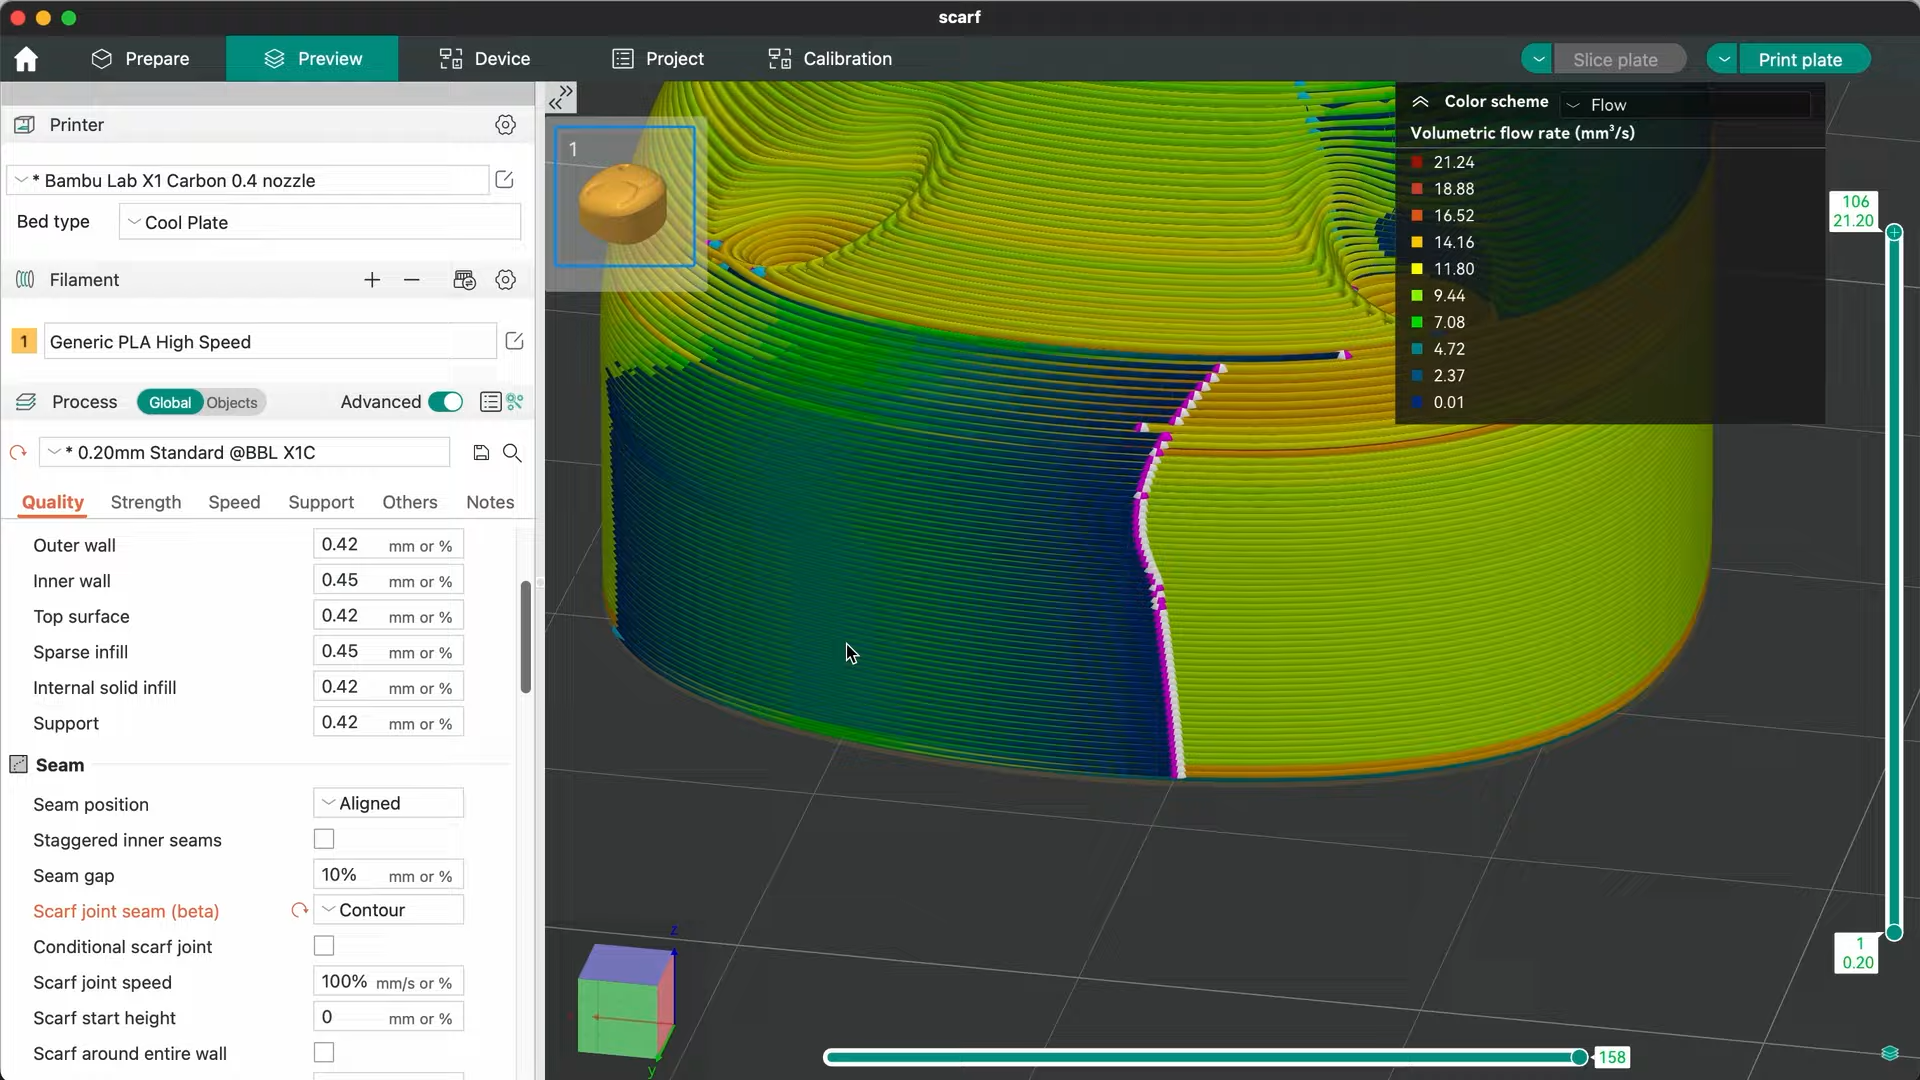 scarf
Prepare
Preview
Device
Project
Calibration
Slice plate
Print plate
Printer
* Bambu Lab X1 Carbon 0.4 nozzle
Bed type
Cool Plate
Filament
1 Generic PLA High Speed
Process Global Objects Advanced
* 0.20mm Standard @BBL X1C
Quality Strength Speed Support Others Notes
Outer wall 0.42 mm or %
Inner wall 0.45 mm or %
Top surface 0.42 mm or %
Sparse infill 0.45 mm or %
Internal solid infill 0.42 mm or %
Support 0.42 mm or %
Seam
Seam position Aligned
Staggered inner seams
Seam gap 10% mm or %
Scarf joint seam (beta) Contour
Conditional scarf joint
Scarf joint speed 100% mm/s or %
Scarf start height 0 mm or %
Scarf around entire wall
1
Color scheme Flow
Volumetric flow rate (mm³/s)
21.24
18.88
16.52
14.16
11.80
9.44
7.08
4.72
2.37
0.01
106
21.20
1
0.20
z
y
158